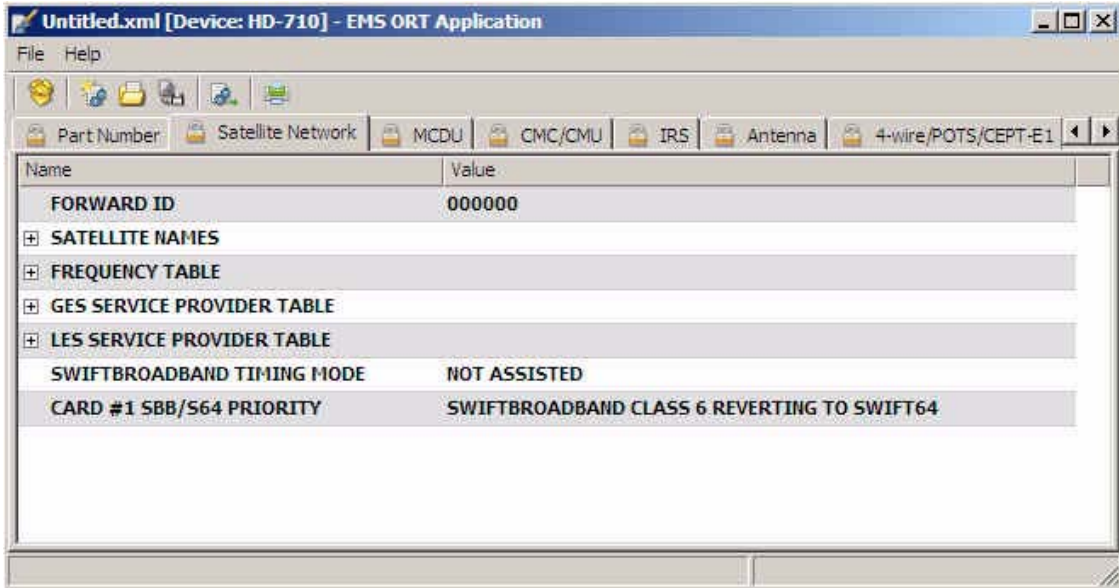 Untitled.xml [Device: HD-710] - EMS ORT Application
File Help
Part Number Satellite Network MCDU CMC/CMU IRS Antenna 4-wire/POTS/CEPT-E1
Name Value
FORWARD ID 000000
SATELLITE NAMES
FREQUENCY TABLE
GES SERVICE PROVIDER TABLE
LES SERVICE PROVIDER TABLE
SWIFTBROADBAND TIMING MODE NOT ASSISTED
CARD #1 SBB/S64 PRIORITY SWIFTBROADBAND CLASS 6 REVERTING TO SWIFT64